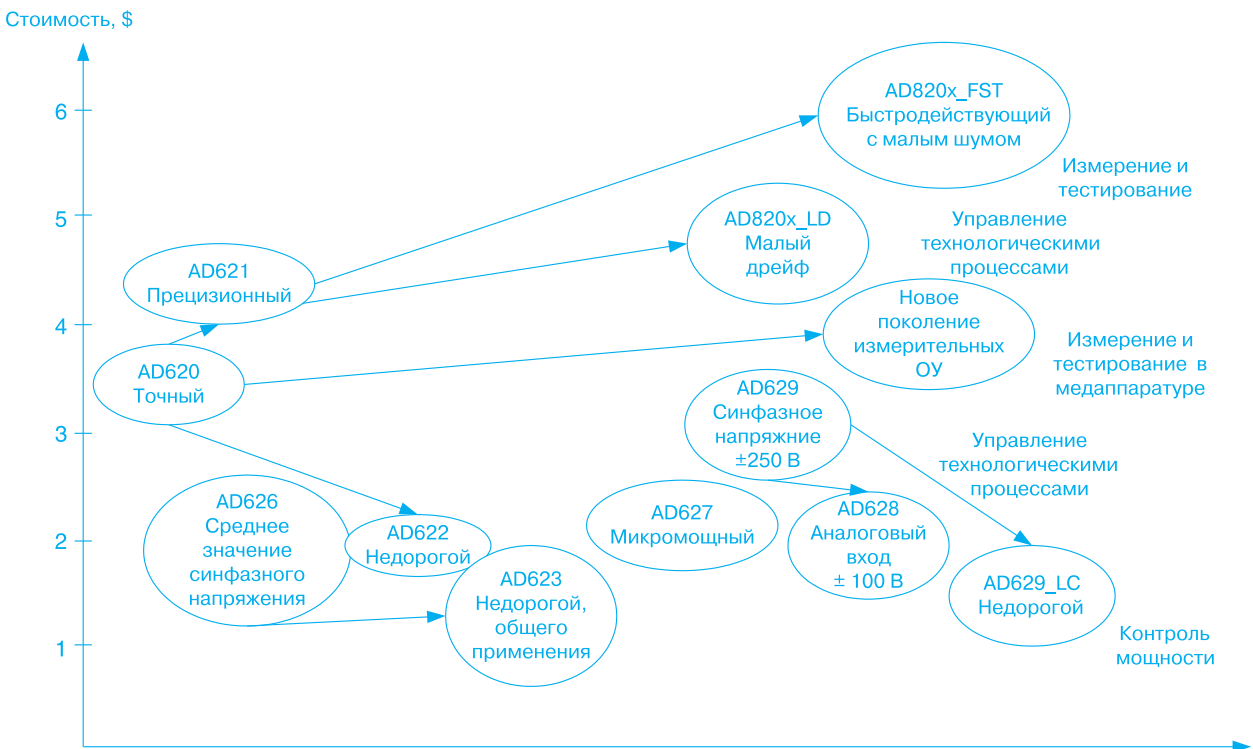 Стоимость, $
6
5
4
3
2
1
AD820x_FST
Быстродействующий
с малым шумом
Измерение и
тестирование
AD820x_LD
Малый
дрейф
Управление
технологическими
процессами
AD621
Прецизионный
Новое
поколение
измерительных
ОУ
Измерение и
тестирование в
медаппаратуре
AD620
Точный
AD629
Синфазное
напряжние
±250 В
Управление
технологическими
процессами
AD626
Среднее
значение
синфазного
напряжения
AD622
Недорогой
AD627
Микромощный
AD628
Аналоговый
вход
± 100 В
AD623
Недорогой,
общего
применения
AD629_LC
Недорогой
Контроль
мощности